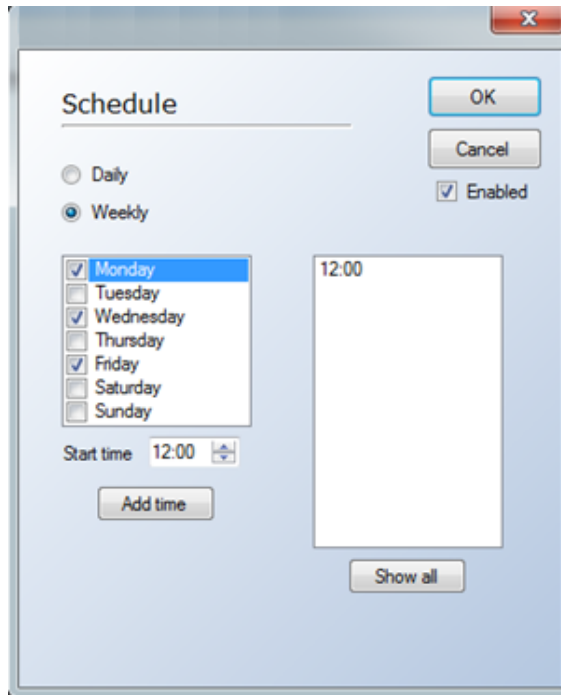 Schedule
OK
Cancel
Enabled
Daily
Weekly
Monday
Tuesday
Wednesday
Thursday
Friday
Saturday
Sunday
12:00
Start time 12:00
Add time
Show all